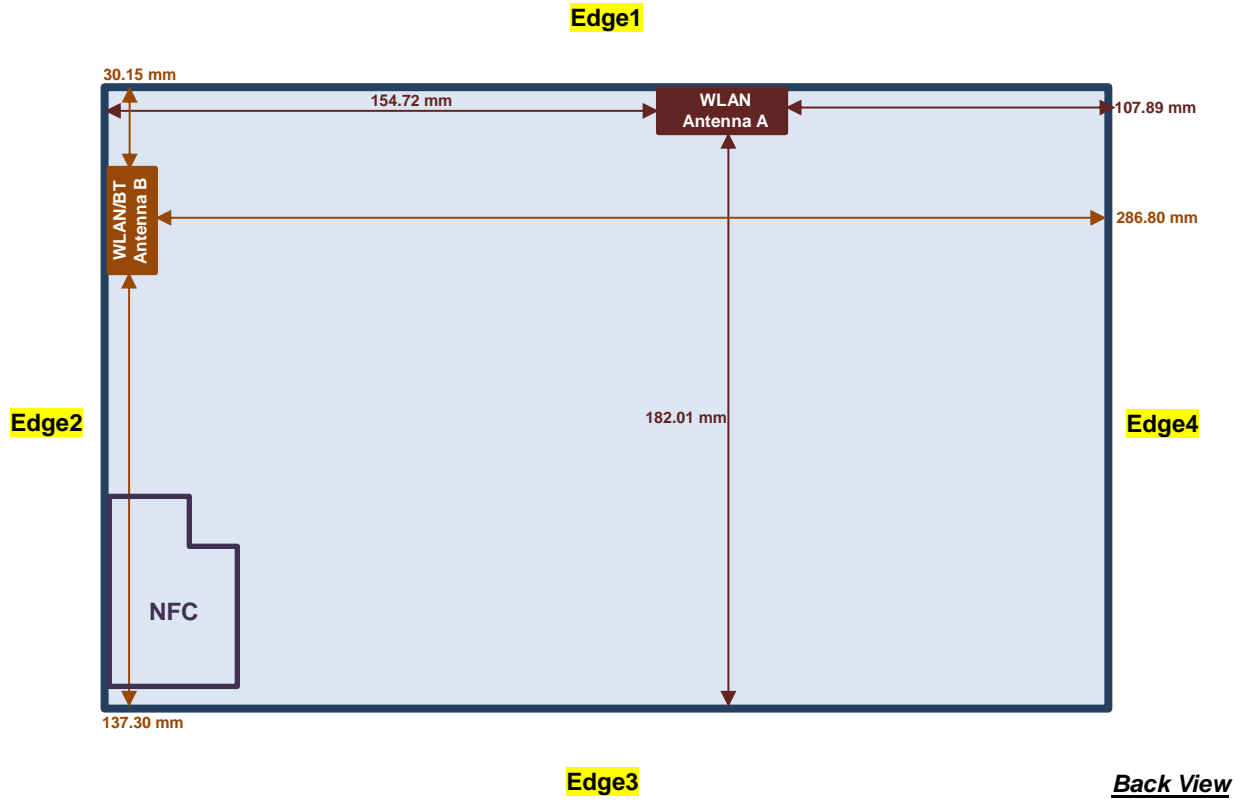 Edge1
30.15 mm
154.72 mm
WLAN
Antenna A
107.89 mm
WLAN/BT
Antenna B
286.80 mm
Edge2
182.01 mm
Edge4
NFC
137.30 mm
Edge3
Back View